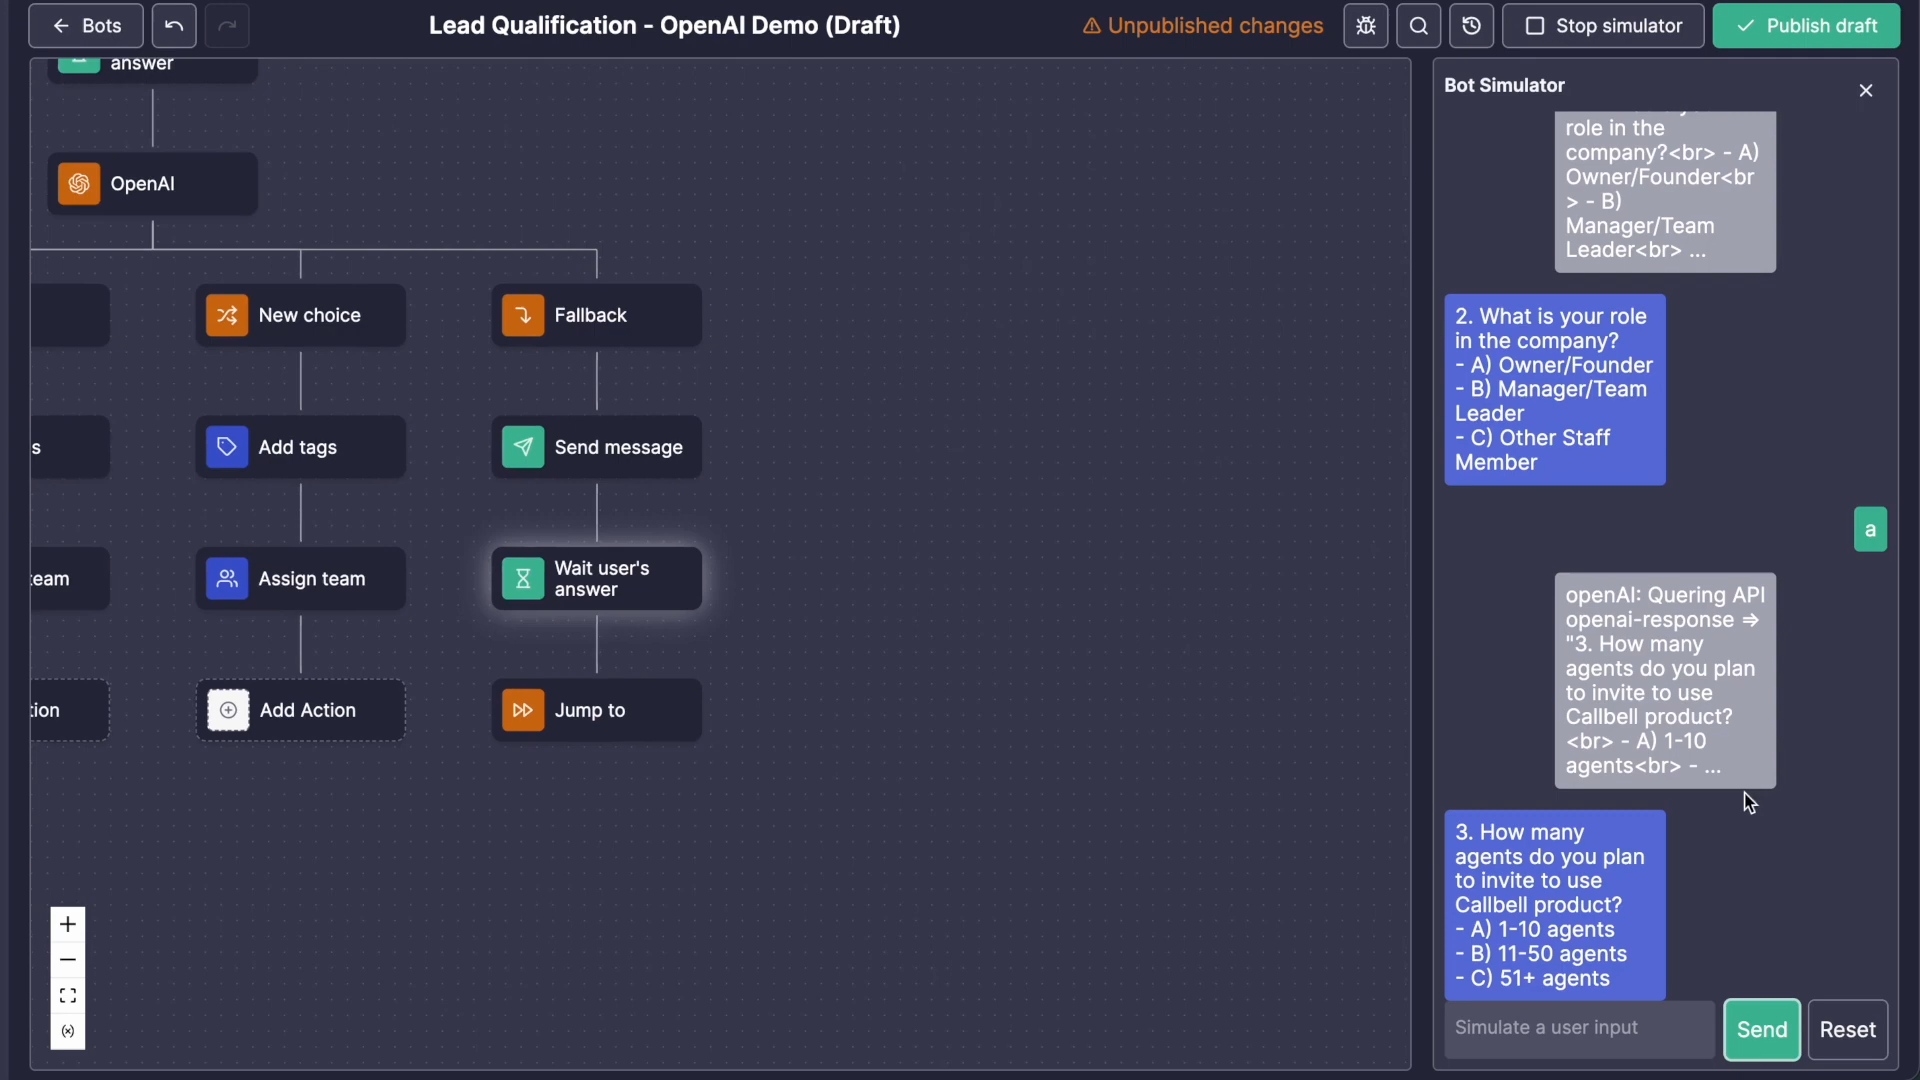 Bots
Lead Qualification - OpenAI Demo (Draft)
Unpublished changes
Stop simulator
Publish draft
answer
OpenAI
New choice
Fallback
s
Add tags
Send message
team
Assign team
Wait user's
answer
tion
Add Action
Jump to
Bot Simulator
role in the
company?<br> - A)
Owner/Founder<br
> - B)
Manager/Team
Leader<br> ...
2. What is your role
in the company?
- A) Owner/Founder
- B) Manager/Team
Leader
- C) Other Staff
Member
a
openAI: Quering API
openai-response =>
"3. How many
agents do you plan
to invite to use
Callbell product?
<br> - A) 1-10
agents<br> - ...
3. How many
agents do you plan
to invite to use
Callbell product?
- A) 1-10 agents
- B) 11-50 agents
- C) 51+ agents
Simulate a user input
Send
Reset